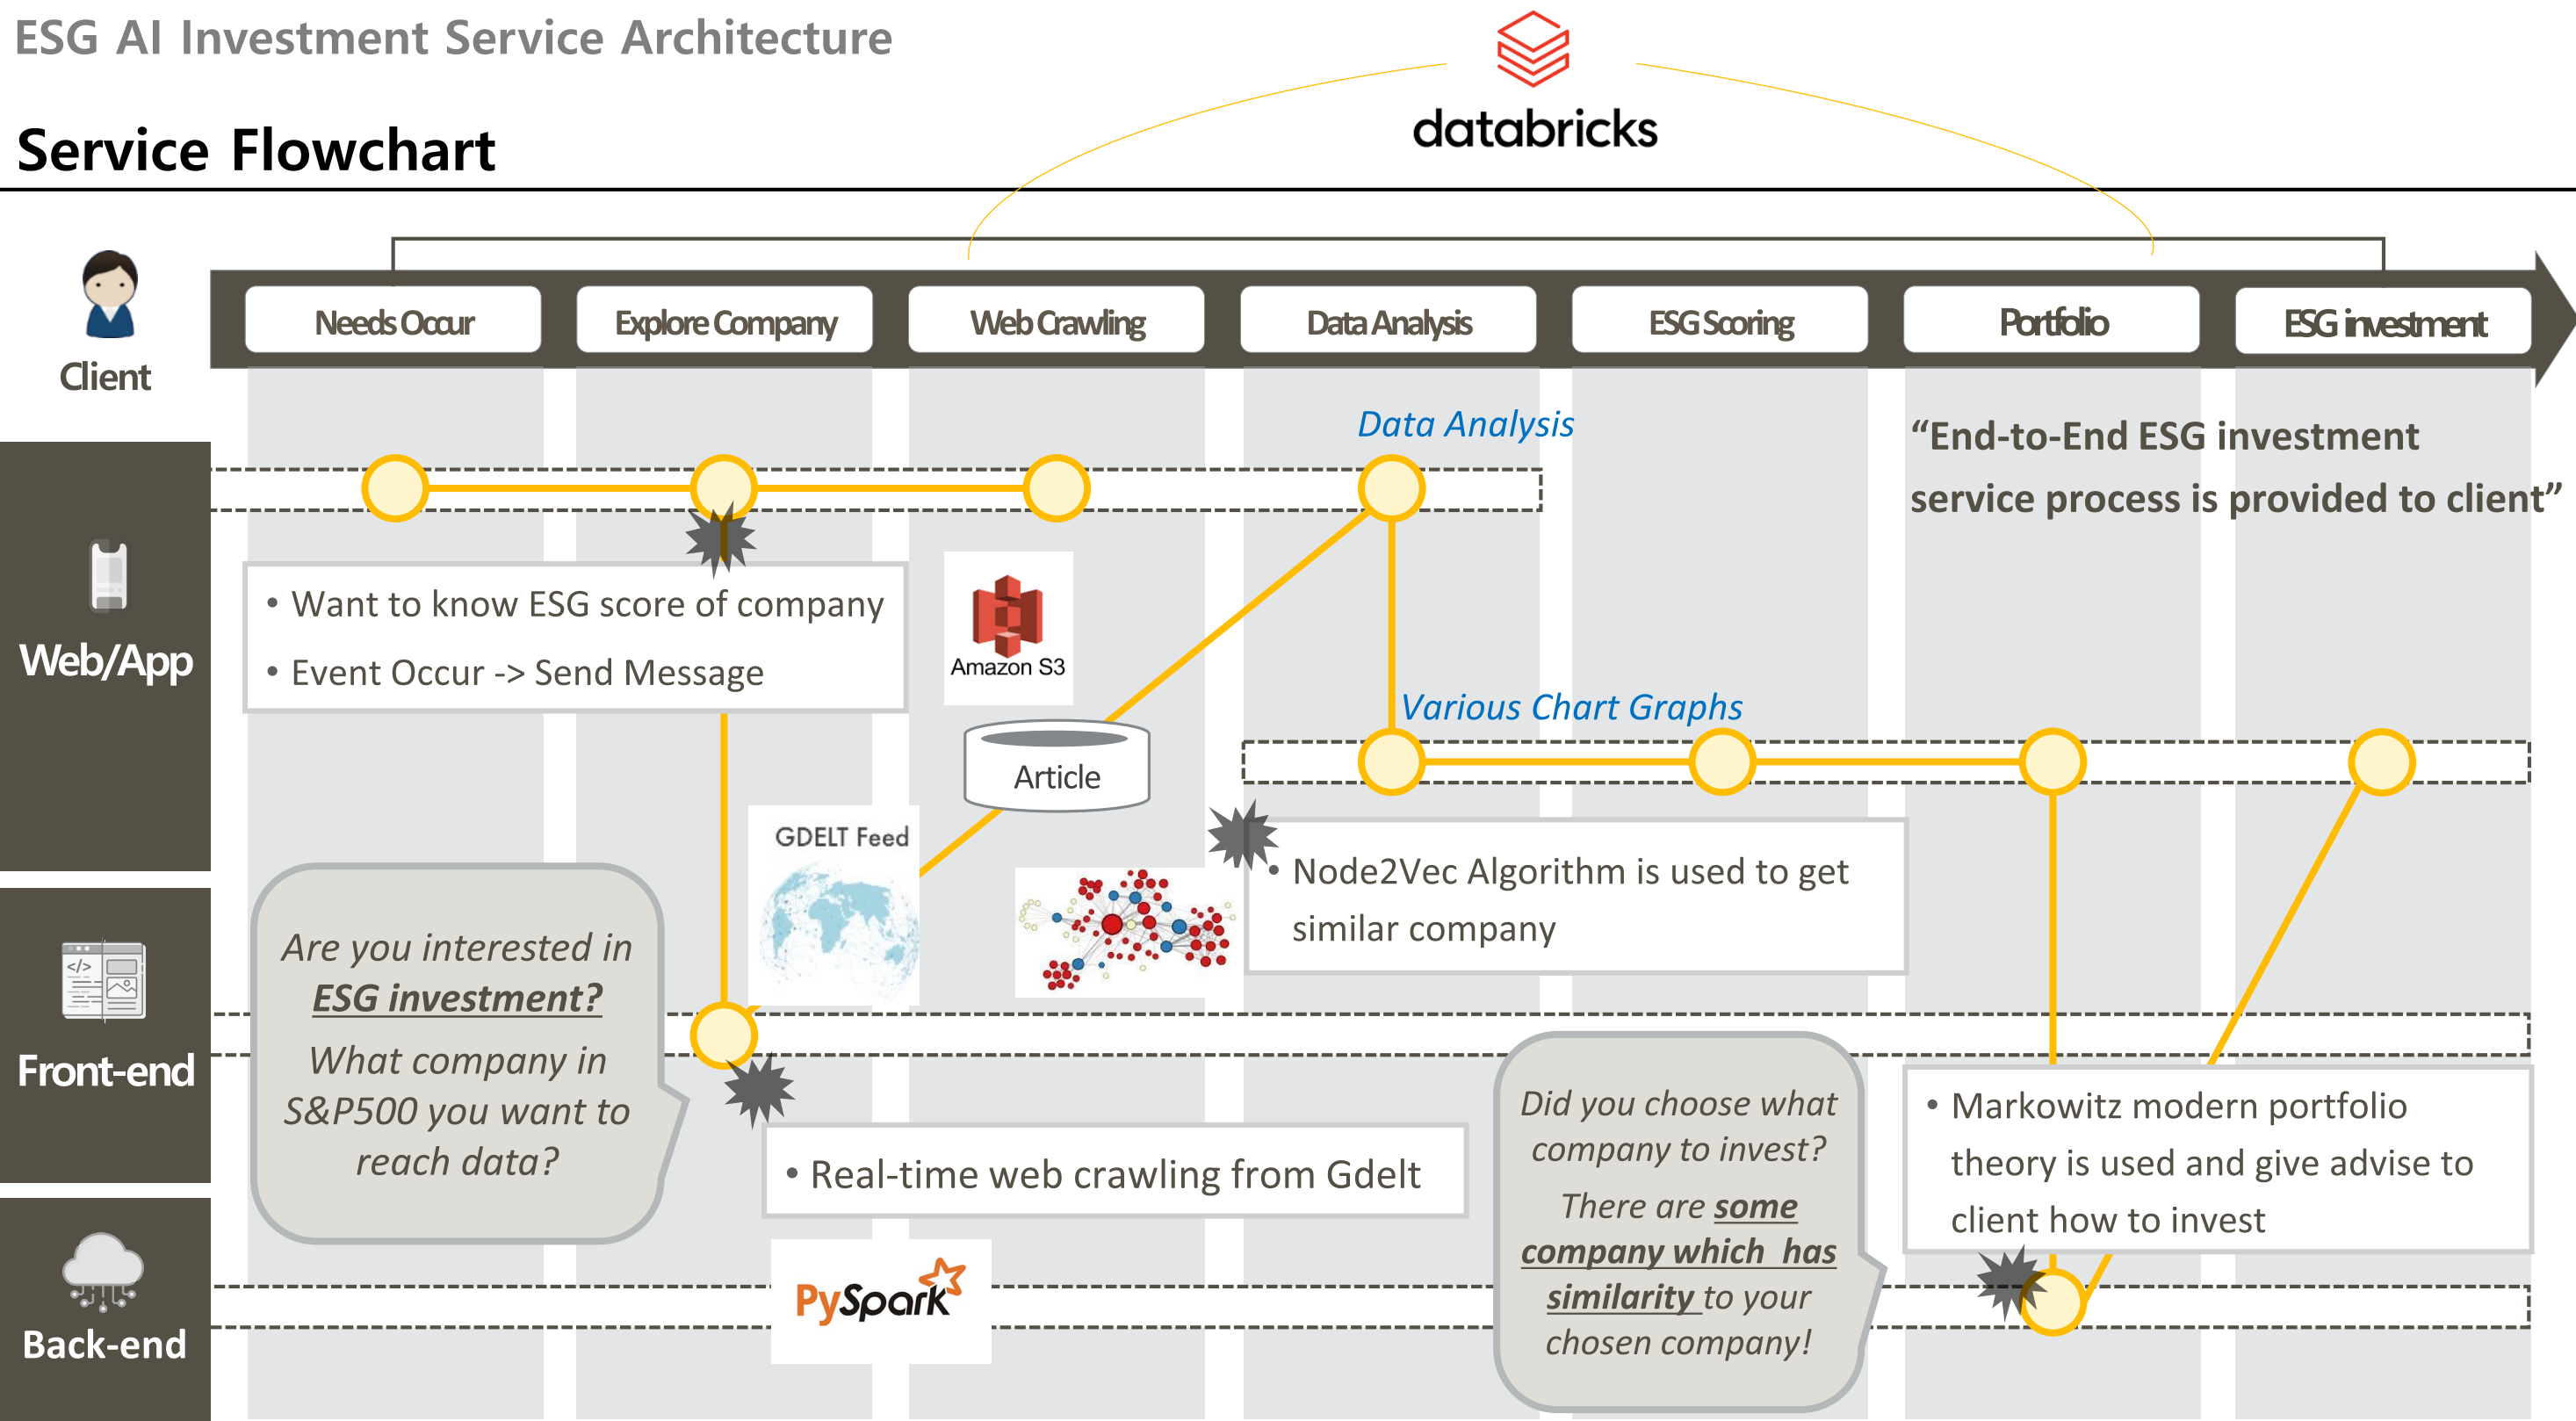 ESG AI Investment Service Architecture
databricks
Service Flowchart
Client
Needs Occur
Explore Company
Web Crawling
Data Analysis
ESG Scoring
Portfolio
ESG investment
Data Analysis
“End-to-End ESG investment
service process is provided to client”
Web/App
• Want to know ESG score of company
• Event Occur -> Send Message
Amazon S3
Article
Various Chart Graphs
GDELT Feed
• Node2Vec Algorithm is used to get
similar company
Front-end
</>
Are you interested in
ESG investment?
What company in
S&P500 you want to
reach data?
• Real-time web crawling from Gdelt
Did you choose what
company to invest?
There are some
company which has
similarity to your
chosen company!
• Markowitz modern portfolio
theory is used and give advise to
client how to invest
Back-end
PySpark